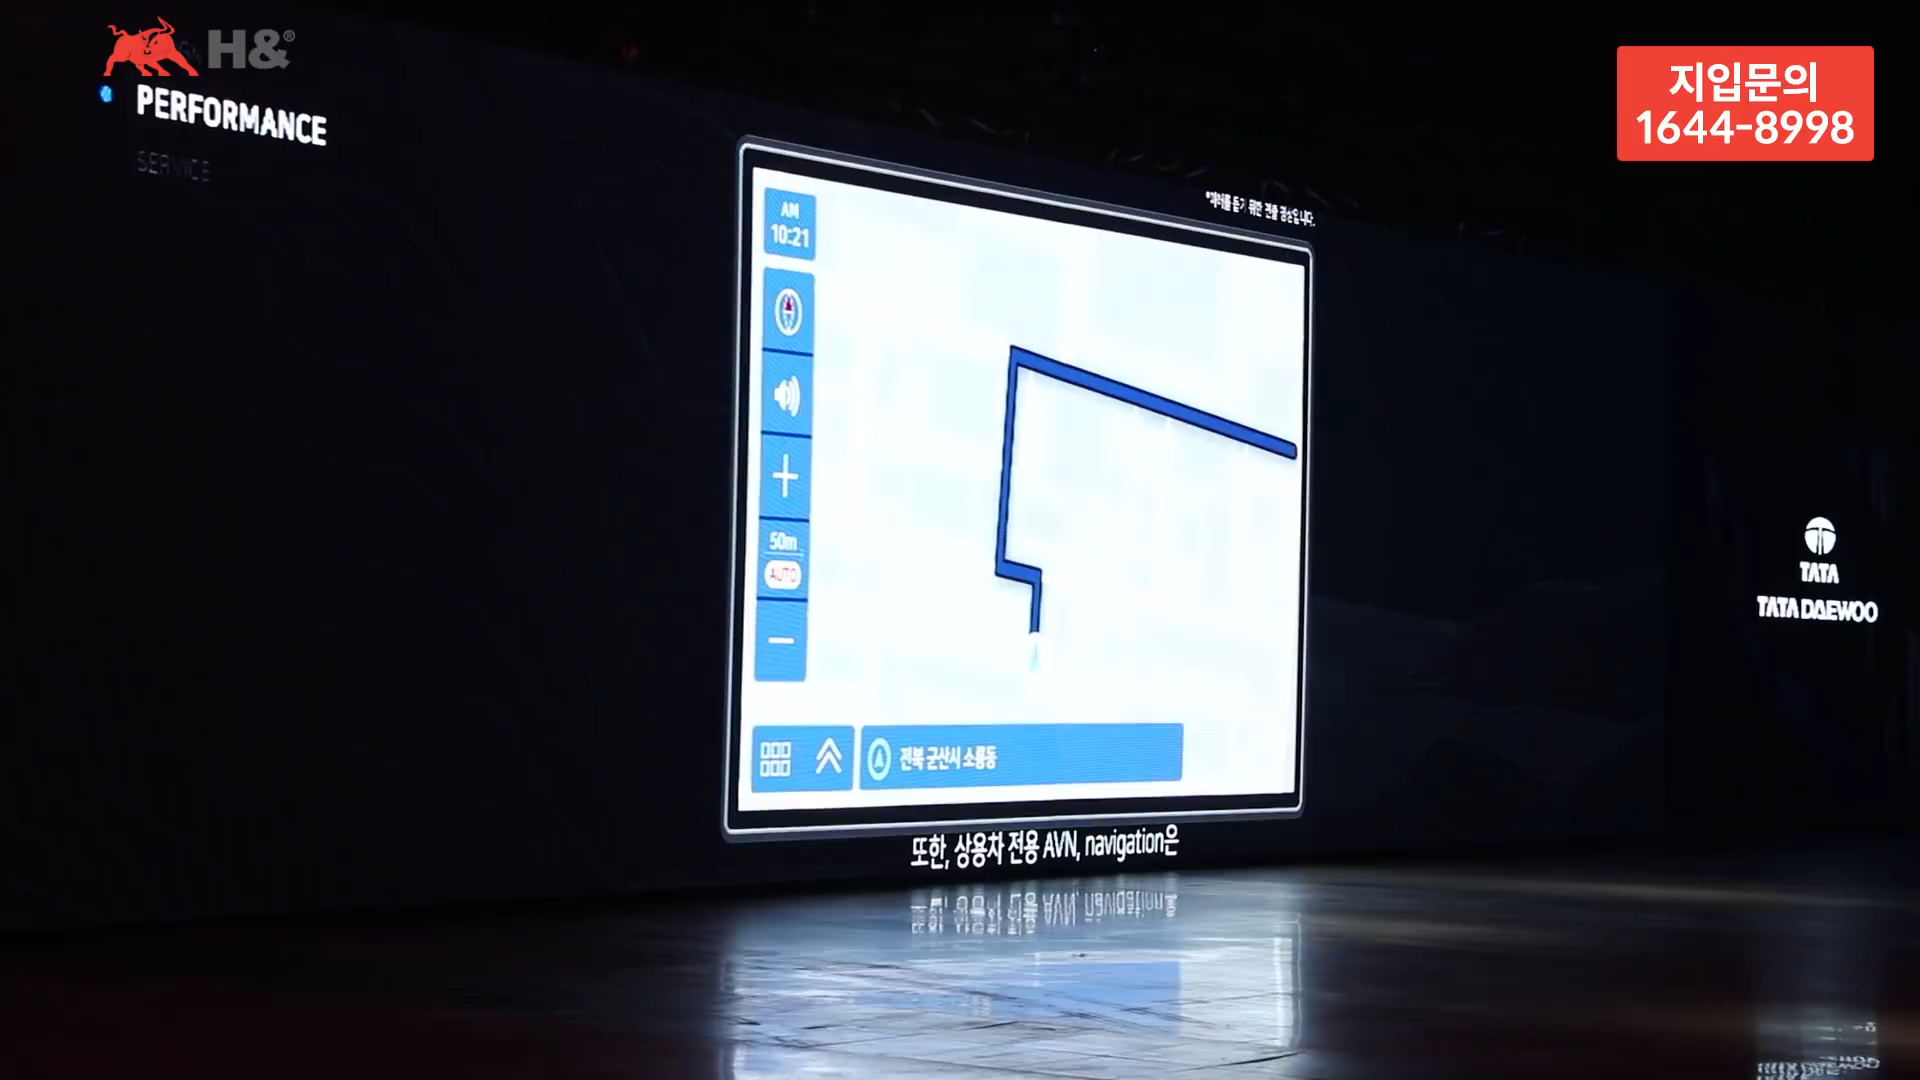 H&®
PERFORMANCE
SERVICE
지입문의
1644-8998
AM
10:21
50m
AUTO
전북 군산시 소룡동
또한, 상용차 전용 AVN, navigation은
TATA
TATA DAEWOO